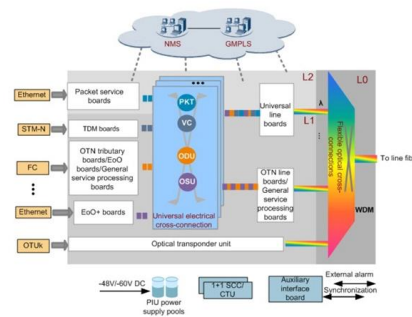 NMS
GMPLS
L2
L0
Ethernet
Packet service
boards
PKT
VC
ODU
OSU
Universal electrical
cross-connection
Universal
line
boards
λ
L1
STM-N
TDM boards
FC
OTN tributary
boards/EoO
boards/General
service processing
boards
OTN line
boards/
General
service
processing
boards
Flexible optical cross-
connections
To line fib
Ethernet
EoO+ boards
WDM
OTUk
Optical transponder unit
-48V/-60V DC
PIU power
supply pools
1+1 SCC/
CTU
Auxiliary
interface
board
External alarm
Synchronization